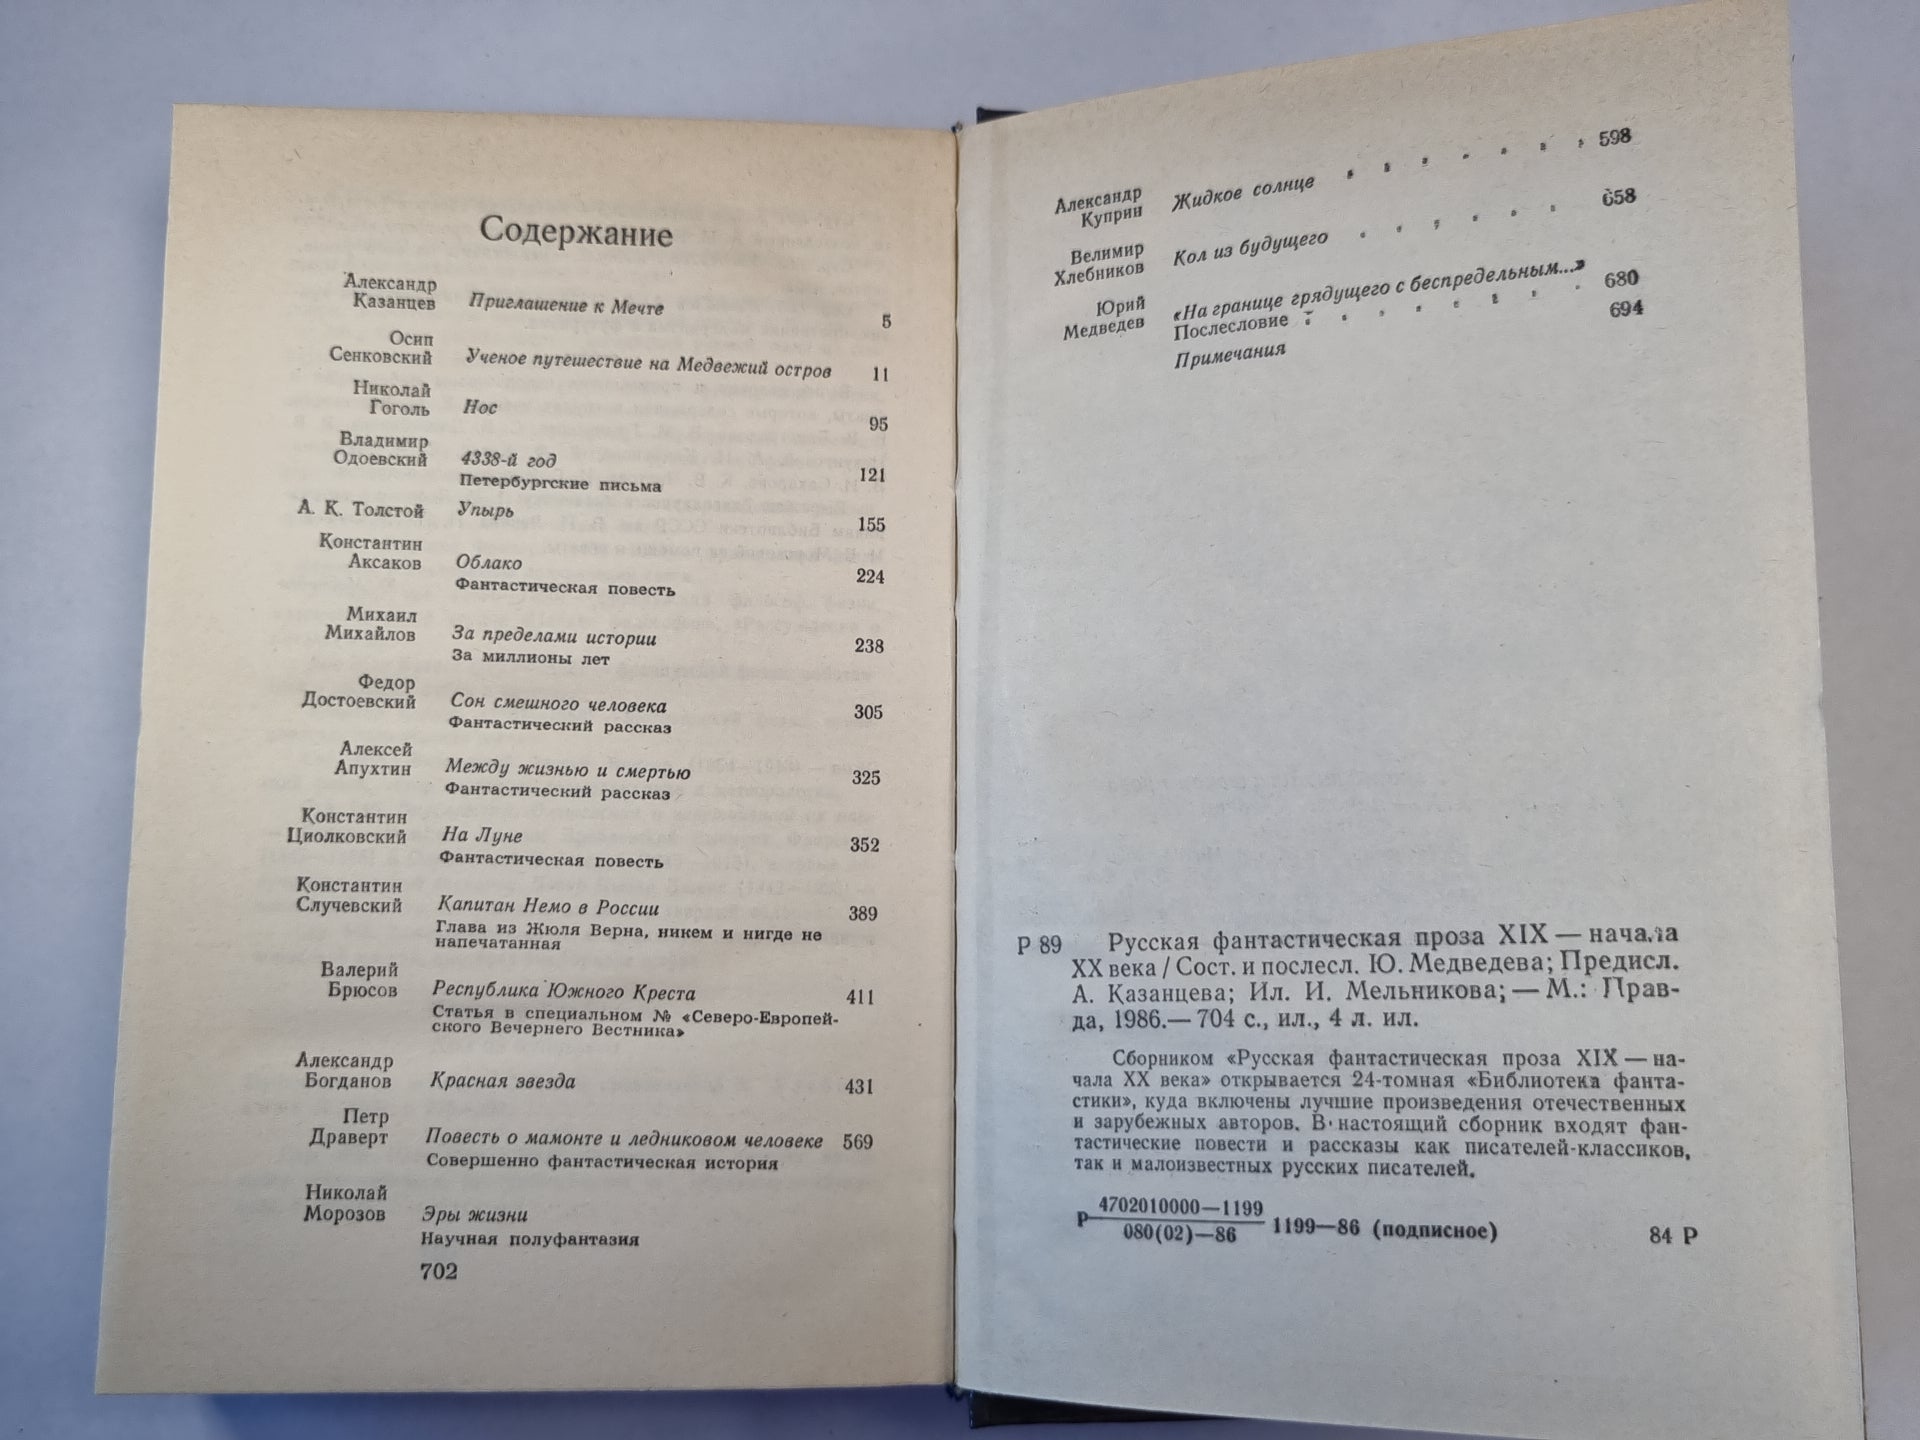 Содержание
Александр
Казанцев Приглашение к Мечте 5
Осип
Сенковский Ученое путешествие на Медвежий остров 11
Николай
Гоголь Нос 95
Владимир
Одоевский 4338-й год 121
Петербургские письма
А. К. Толстой Упырь 155
Константин
Аксаков Облако 224
Фантастическая повесть
Михаил
Михайлов За пределами истории 238
За миллионы лет
Федор
Достоевский Сон смешного человека 305
Фантастический рассказ
Алексей
Апухтин Между жизнью и смертью 325
Фантастический рассказ
Константин
Циолковский На Луне 352
Фантастическая повесть
Константин
Случевский Капитан Немо в России 389
Глава из Жюля Верна, никем и нигде не
напечатанная
Валерий
Брюсов Республика Южного Креста 411
Статья в специальном № «Северо-Европей-
ского Вечернего Вестника»
Александр
Богданов Красная звезда 431
Петр
Драверт Повесть о мамонте и ледниковом человеке 569
Совершенно фантастическая история
Николай
Морозов Эры жизни
Научная полуфантазия
702
598
Александр
Куприн Жидкое солнце . . . . . . .
658
Велимир
Хлебников Кол из будущего . . . . . .
Юрий
Медведев «На границе грядущего с беспредельным...»
Послесловие . . . . . . . . 680
Примечания 694
Р 89 Русская фантастическая проза XIX — начала
XX века / Сост. и послесл. Ю. Медведева; Предисл.
А. Казанцева; Ил. И. Мельникова; — М.: Прав-
да, 1986.— 704 с., ил., 4 л. ил.
Сборником «Русская фантастическая проза XIX — на-
чала XX века» открывается 24-томная «Библиотека фанта-
стики», куда включены лучшие произведения отечественных
и зарубежных авторов. В настоящий сборник входят фан-
тастические повести и рассказы как писателей-классиков,
так и малоизвестных русских писателей.
Р 4702010000—1199
080(02)—86 1199—86 (подписное)
84 Р